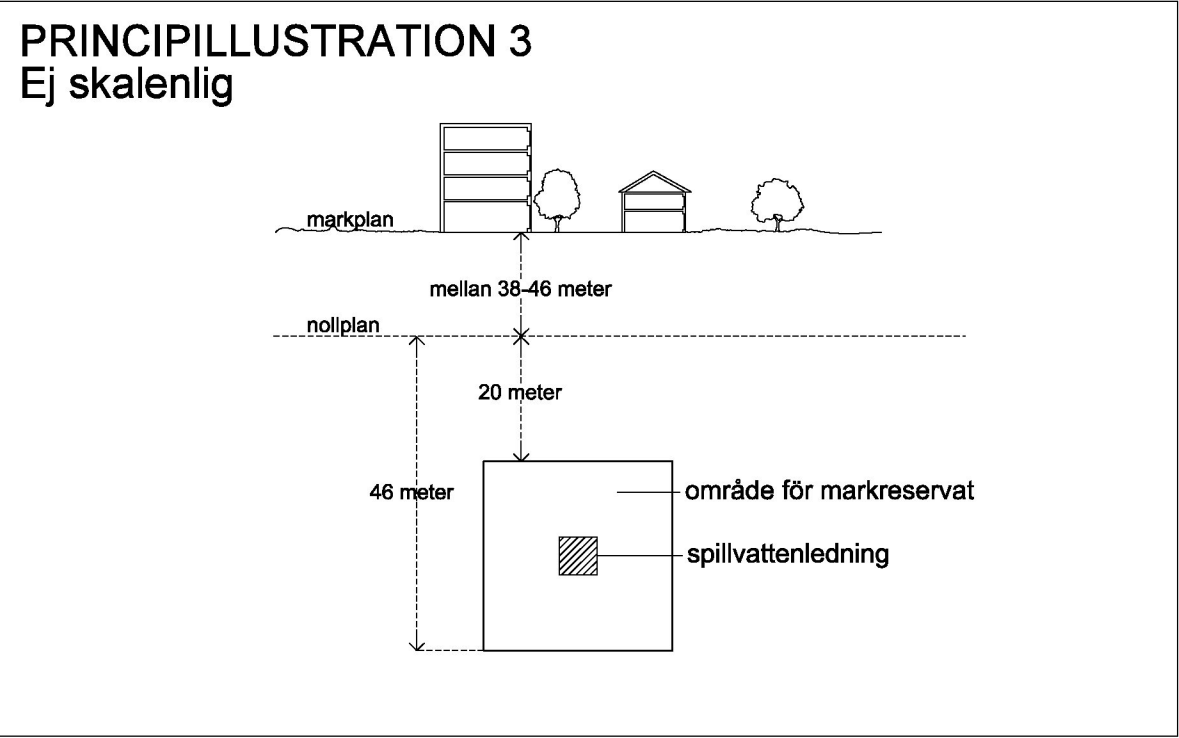 PRINCIPILLUSTRATION 3
Ej skalenlig
markplan
mellan 38-46 meter
nollplan
20 meter
46 meter
område för markreservat
spillvattenledning